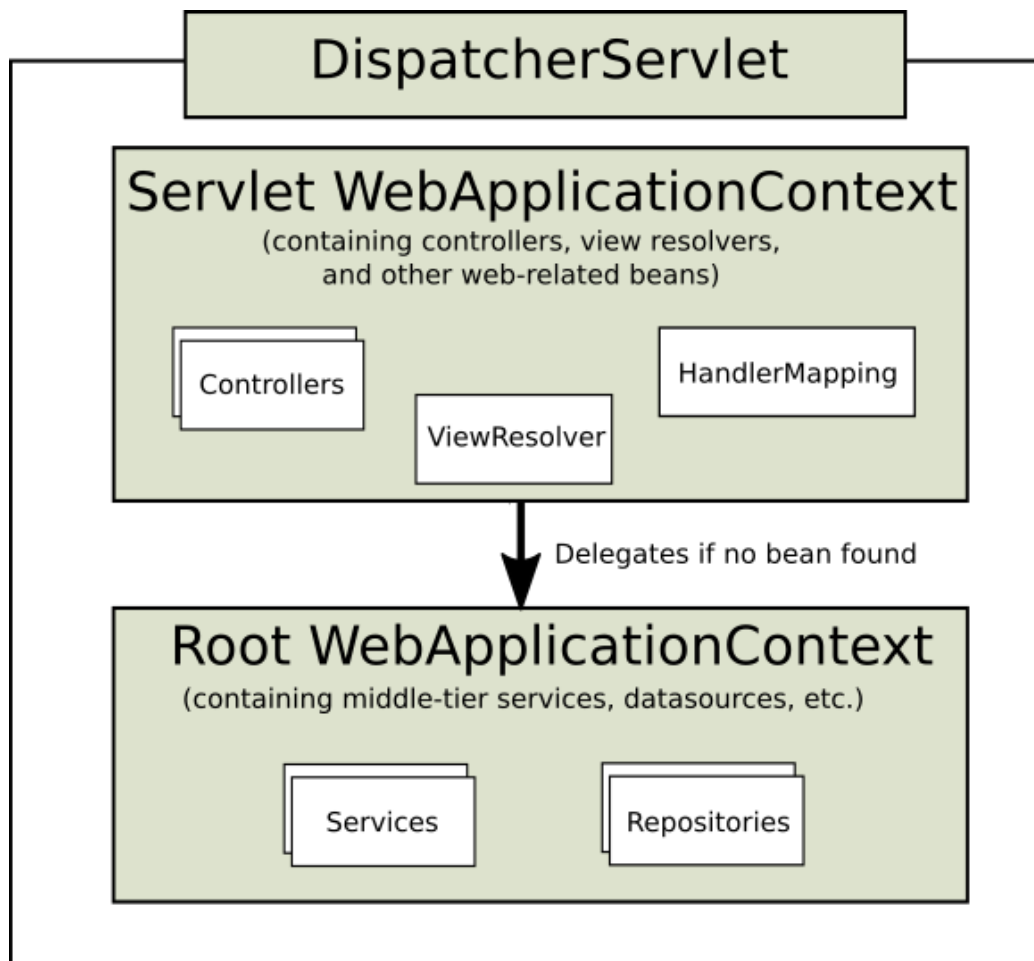 DispatcherServlet
Servlet WebApplicationContext
(containing controllers, view resolvers,
and other web-related beans)
Controllers
ViewResolver
HandlerMapping
Delegates if no bean found
Root WebApplicationContext
(containing middle-tier services, datasources, etc.)
Services
Repositories